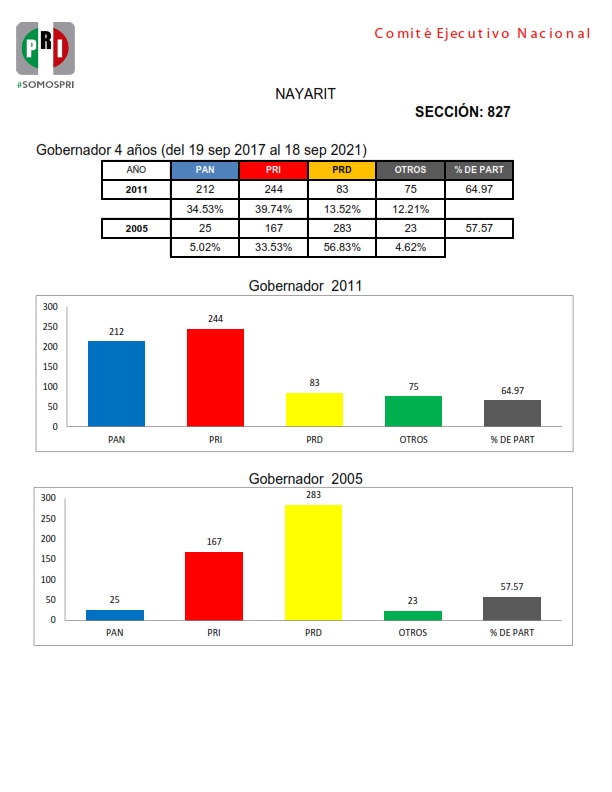 Comité Ejecutivo Nacional
PRI
#SOMOSPRI
NAYARIT
SECCIÓN: 827
Gobernador 4 años (del 19 sep 2017 al 18 sep 2021)
AÑO PAN PRI PRD OTROS % DE PART
2011 212 244 83 75 64.97
34.53% 39.74% 13.52% 12.21%
2005 25 167 283 23 57.57
5.02% 33.53% 56.83% 4.62%
Gobernador 2011
300
250
200
150
100
50
0
212
244
83
75
64.97
PAN PRI PRD OTROS % DE PART
Gobernador 2005
300
250
200
150
100
50
0
25
167
283
23
57.57
PAN PRI PRD OTROS % DE PART